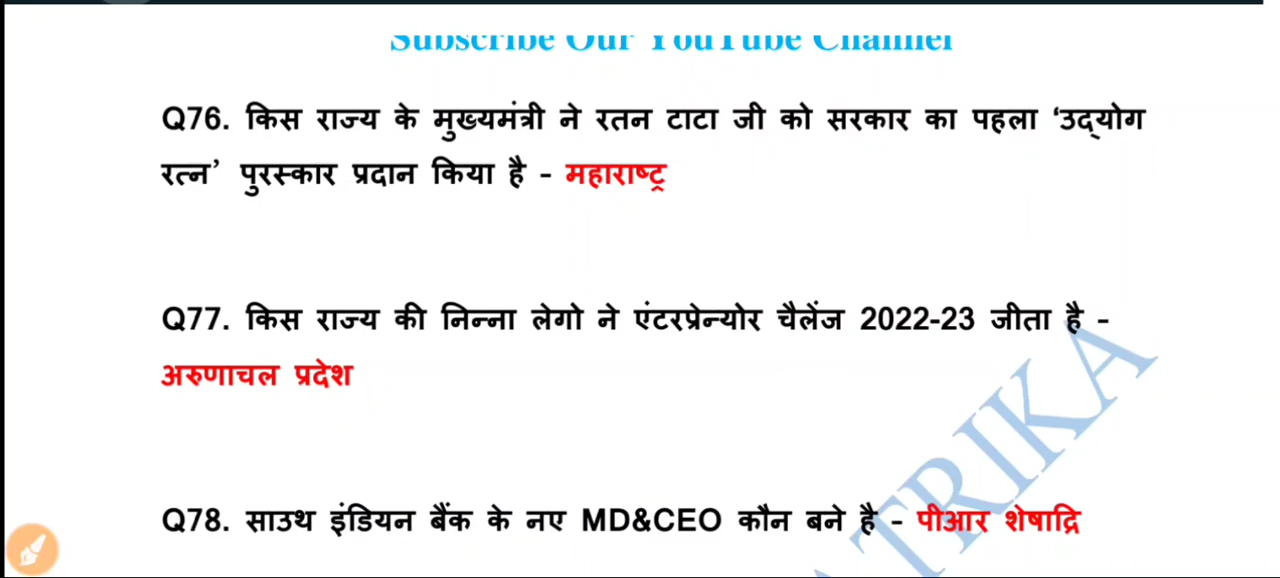 Subscribe Our YouTube Channel
Q76. किस राज्य के मुख्यमंत्री ने रतन टाटा जी को सरकार का पहला ‘उद्योग
रत्न’ पुरस्कार प्रदान किया है - महाराष्ट्र
Q77. किस राज्य की निन्ना लेगो ने एंटरप्रेन्योर चैलेंज 2022-23 जीता है -
अरुणाचल प्रदेश
Q78. साउथ इंडियन बैंक के नए MD&CEO कौन बने है - पीआर शेषाद्रि